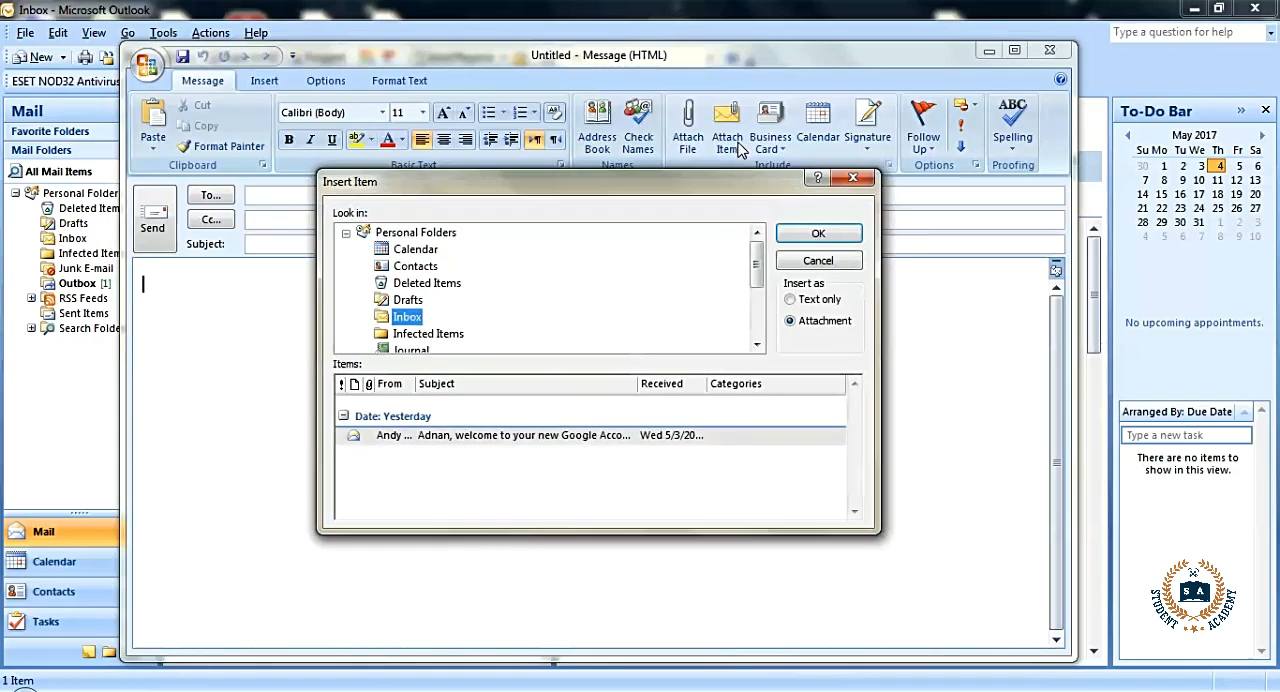 Inbox - Microsoft Outlook
File Edit View Go Tools Actions Help
Type a question for help
New
ESET NOD32 Antivirus
Untitled - Message (HTML)
Message Insert Options Format Text
Paste
Cut
Copy
Format Painter
Clipboard
Calibri (Body) 11
B I U A
Basic Text
Address Book
Check Names
Names
Attach File
Attach Item
Business Card
Calendar
Signature
Include
Follow Up
Options
ABC
Spelling
Proofing
Mail
Favorite Folders
Mail Folders
All Mail Items
Personal Folder
Deleted Item
Drafts
Inbox
Infected Items
Junk E-mail
Outbox [1]
RSS Feeds
Sent Items
Search Folde
Mail
Calendar
Contacts
Tasks
1 Item
Send
To...
Cc...
Subject:
Insert Item
Look in:
Personal Folders
Calendar
Contacts
Deleted Items
Drafts
Inbox
Infected Items
Journal
OK
Cancel
Insert as
Text only
Attachment
Items:
From Subject Received Categories
Date: Yesterday
Andy ... Adnan, welcome to your new Google Acco... Wed 5/3/20...
To-Do Bar
May 2017
Su Mo Tu We Th Fr Sa
30 1 2 3 4 5 6
7 8 9 10 11 12 13
14 15 16 17 18 19 20
21 22 23 24 25 26 27
28 29 30 31 1 2 3
4 5 6 7 8 9 10
No upcoming appointments.
Arranged By: Due Date
Type a new task
There are no items to
show in this view.
S A
STUDENT ACADEMY